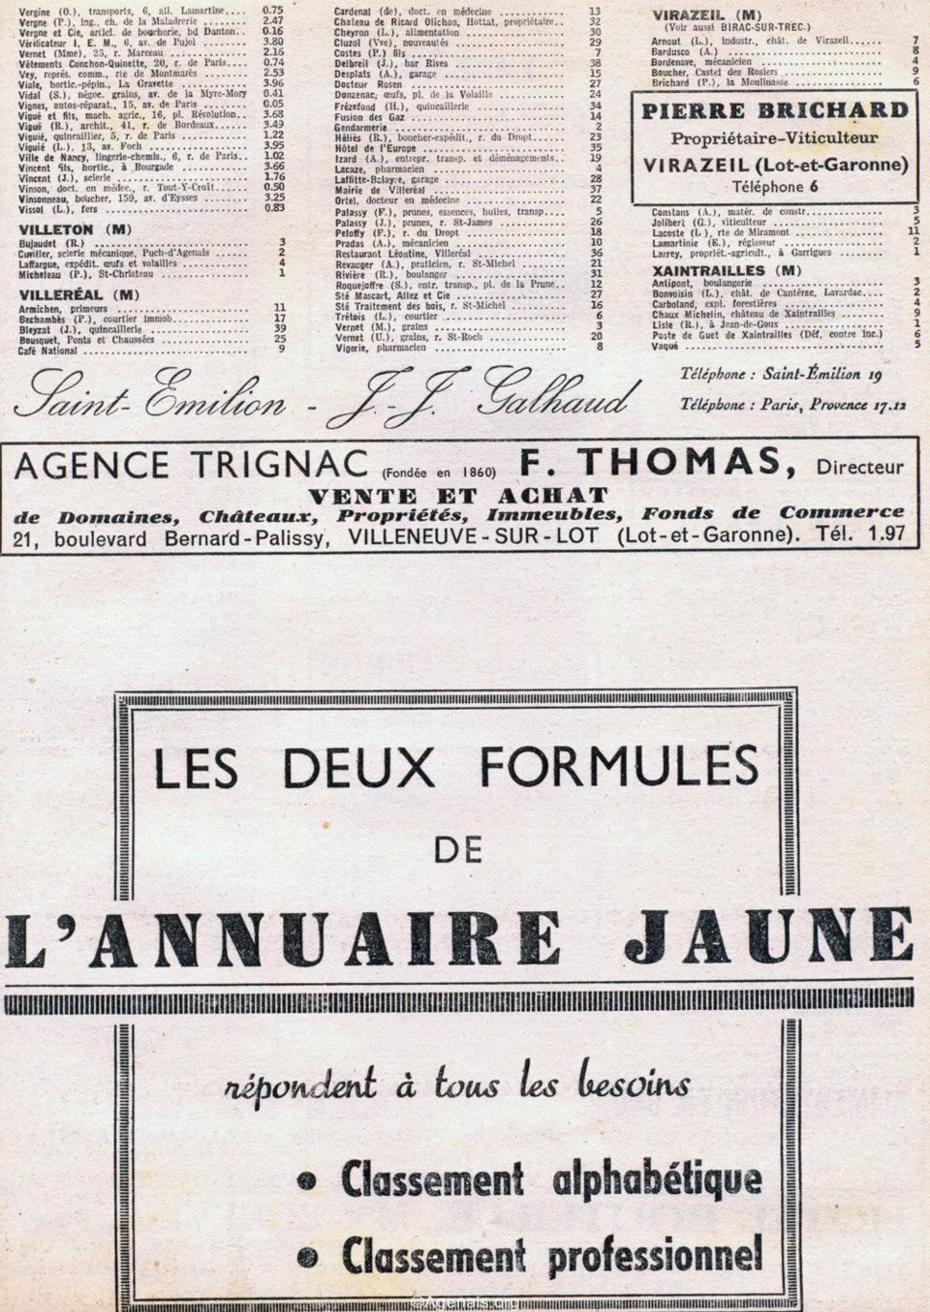 Vergine (O.), transports, 6, all. Lamartine.... 0.75
Vergne (P.), ing., ch. de la Maladrerie ........ 2.47
Vergne et Cie, articl. de boucherie, bd Danton.. 0.16
Vérificateur I. E. M., 6, av. de Pujol ........ 3.80
Vernet (Mme), 25, r. Marceau ........ 2.16
Vêtements Conchon-Quinette, 20, r. de Paris.... 0.74
Vey, représ. comm., rte de Montmarès ........ 2.53
Viale, hortic.-pépin., La Gravette ........ 3.96
Vidal (S.), négoc. grains, av. de la Myre-Mory 0.41
Vignes, autos-réparat., 15, av. de Paris ........ 0.05
Vigué et fils, mach. agric., 16, pl. Révolution.. 3.68
Vigué (R.), archit., 41, r. de Bordeaux........ 3.49
Viguié, quincaillier, 5, r. de Paris ........ 1.22
Viguié (L.), 13, av. Foch ........ 3.95
Ville de Nancy, lingerie-chemis., 6, r. de Paris.. 1.02
Vincent fils, hortic., à Bourgade ........ 3.66
Vincent (J.), scierie ........ 1.76
Vinson, doct. en médec., r. Tout-Y-Croît...... 0.50
Vinsonneau, boucher, 159, av. d'Eysses ........ 3.25
Vissol (L.), fers ........ 0.83
VILLETON (M)
Bujaudet (R.) ........ 3
Cuviller, scierie mécanique, Puch-d'Agenais .... 2
Laffargue, expédit. œufs et volailles ........ 4
Micheleau (P.), St-Christeau ........ 1
VILLERÉAL (M)
Armichen, primeurs ........ 11
Bechambès (P.), courtier immob........ 17
Bleyzat (J.), quincaillerie ........ 39
Bousquet, Ponts et Chaussées ........ 25
Café National ........ 9
Cardenal (de), doct. en médecine ........ 13
Chateau de Ricard Olichon, Hottat, propriétaire.. 32
Cheyron (L.), alimentation ........ 30
Cluzol (Vve), nouveautés ........ 29
Costes (P.) fils ........ 7
Delbreil (J.), bar Rives ........ 38
Desplats (A.), garage ........ 15
Docteur Rosen ........ 27
Donzenac, œufs, pl. de la Volaille ........ 24
Frézefond (H.), quincaillerie ........ 34
Fusion des Gaz ........ 14
Gendarmerie ........ 2
Héliès (R.), boucher-expédit., r. du Dropt.... 23
Hôtel de l'Europe ........ 35
Izard (A.), entrepr. transp. et déménagements. 19
Lacaze, pharmacien ........ 4
Laffitte-Balayre, garage ........ 28
Mairie de Villeréal ........ 37
Ortel, docteur en médecine ........ 22
Palassy (F.), prunes, essences, huiles, transp.... 5
Palassy (J.), prunes, r. St-James ........ 26
Peloffy (F.), r. du Dropt ........ 18
Pradas (A.), mécanicien ........ 10
Restaurant Léontine, Villeréal ........ 36
Revauger (A.), praticien, r. St-Michel ........ 21
Rivière (R.), boulanger ........ 31
Roquejoffre (S.), entr. transp., pl. de la Prune.. 12
Sté Mascart, Allez et Cie ........ 27
Sté Traitement des bois, r. St-Michel ........ 16
Trétois (L.), courtier ........ 6
Vernet (M.), grains ........ 3
Vernet (U.), grains, r. St-Roch ........ 20
Vigerie, pharmacien ........ 8
VIRAZEIL (M)
(Voir aussi BIRAC-SUR-TREC.)
Arnout (L.), industr., chât. de Virazeil...... 7
Bardusco (A.) ........ 8
Bordenave, mécanicien ........ 4
Boucher, Castel des Rosiers ........ 9
Brichard (P.), la Moulinasse ........ 6
PIERRE BRICHARD
Propriétaire-Viticulteur
VIRAZEIL (Lot-et-Garonne)
Téléphone 6
Constans (A.), matér. de constr........ 3
Jolibert (G.), viticulteur ........ 5
Lacoste (L.), rte de Miramont ........ 11
Lamartinie (E.), régisseur ........ 2
Larrey, propriét.-agricult., à Garrigues ...... 1
XAINTRAILLES (M)
Antipont, boulangerie ........ 3
Bonvoisin (L.), chât. de Cantérac, Lavardac.... 2
Carboland, expl. forestières ........ 4
Chaux Michelin, château de Xaintrailles ...... 9
Lisle (R.), à Jean-de-Goux ........ 1
Poste de Guet de Xaintrailles (Déf. contre Inc.) 6
Vaqué ........ 5
Saint-Emilion - J.-J. Galhaud
Téléphone : Saint-Émilion 19
Téléphone : Paris, Provence 17.12
AGENCE TRIGNAC (Fondée en 1860) F. THOMAS, Directeur
VENTE ET ACHAT
de Domaines, Châteaux, Propriétés, Immeubles, Fonds de Commerce
21, boulevard Bernard-Palissy, VILLENEUVE-SUR-LOT (Lot-et-Garonne). Tél. 1.97
LES DEUX FORMULES
DE
L'ANNUAIRE JAUNE
répondent à tous les besoins
• Classement alphabétique
• Classement professionnel
©Agenais.org